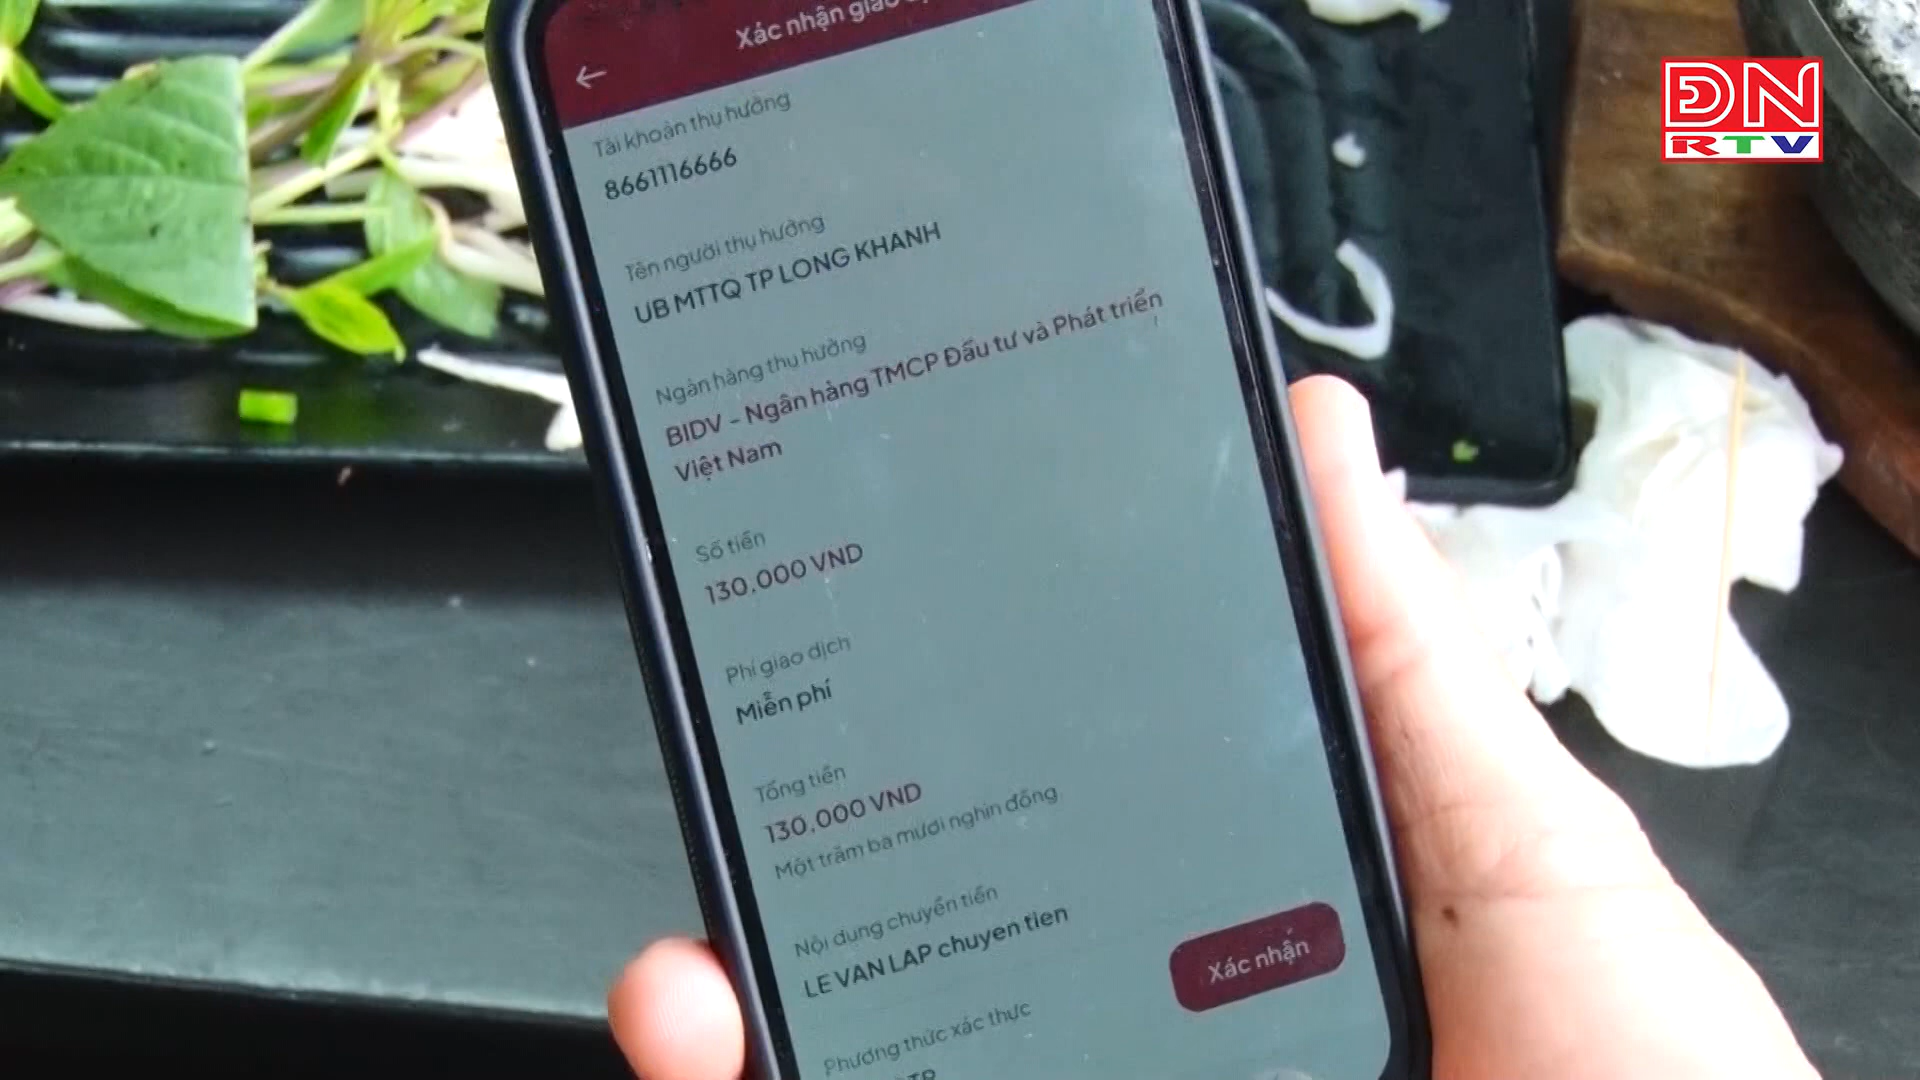 Xác nhận giao
ĐN
RTV
Tài khoản thụ hưởng
8661116666
Tên người thụ hưởng
UB MTTQ TP LONG KHANH
Ngân hàng thụ hưởng
BIDV - Ngân hàng TMCP Đầu tư và Phát triển
Việt Nam
Số tiền
130,000 VND
Phí giao dịch
Miễn phí
Tổng tiền
130,000 VND
Một trăm ba mươi nghìn đồng
Nội dung chuyển tiền
LE VAN LAP chuyen tien
Xác nhận
Phương thức xác thực